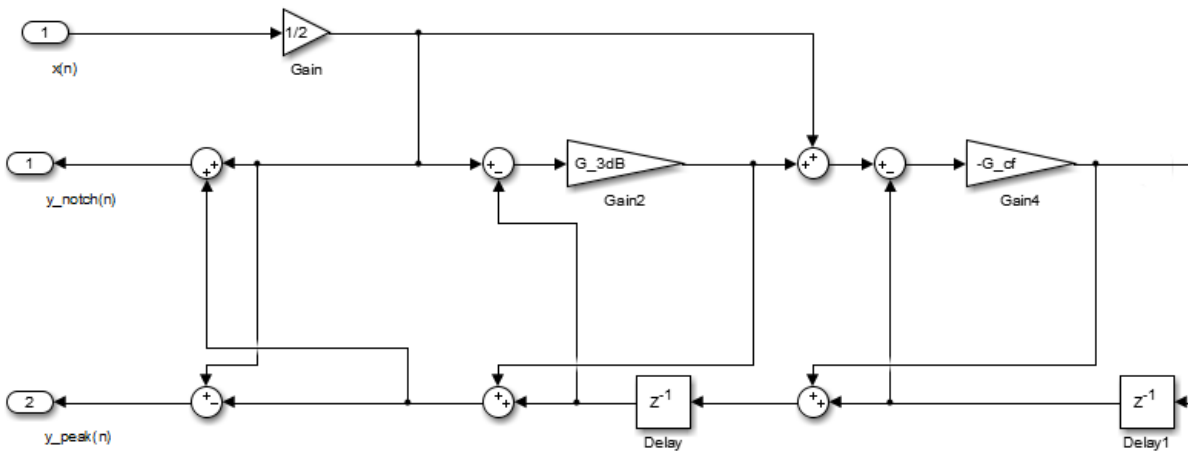 1
1/2
x(n)
Gain
+
+
+
+
1
+
-
G_3dB
+
-
-G_cf
y_notch(n)
Gain2
Gain4
+
-
+
+
z⁻¹
+
+
z⁻¹
2
y_peak(n)
Delay
Delay1